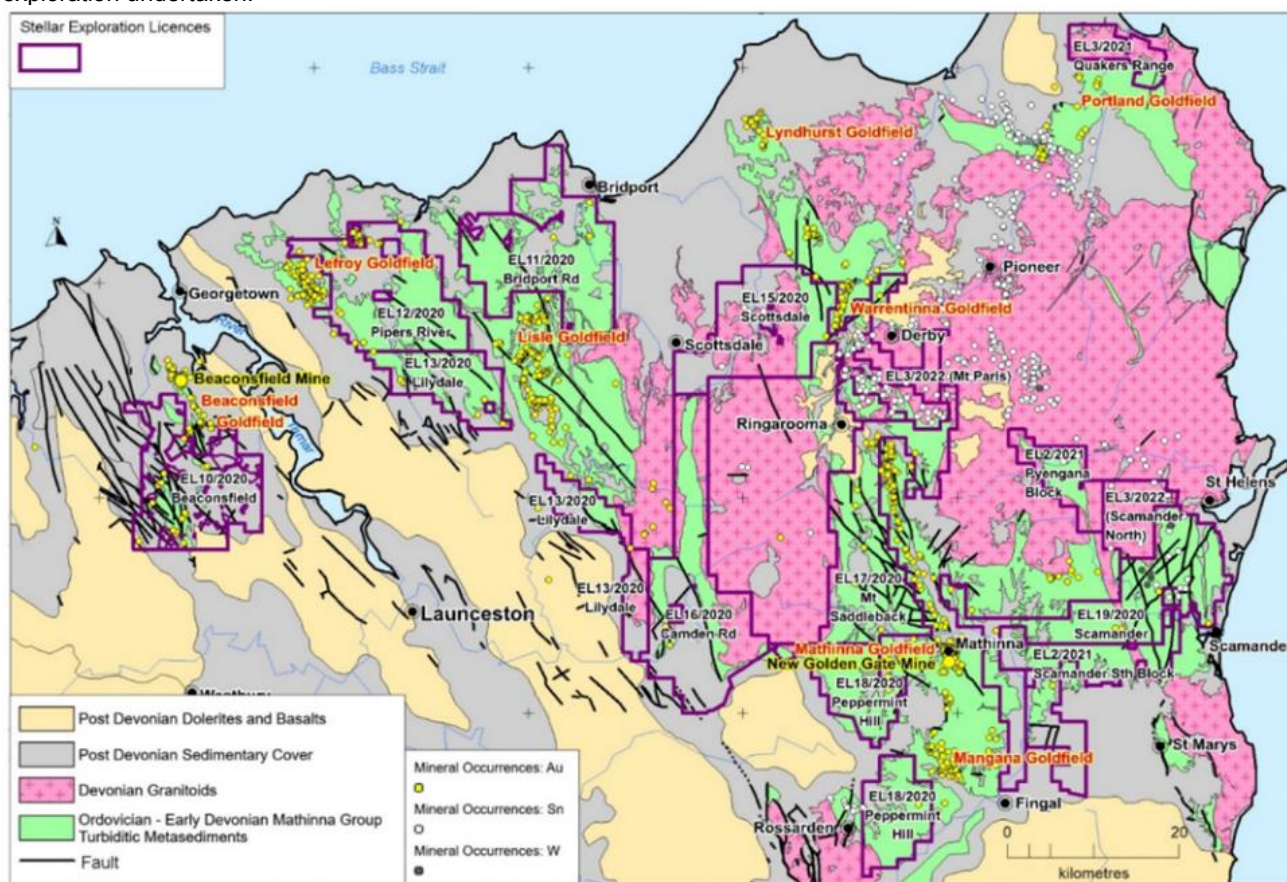 exploration undertaken.
Stellar Exploration Licences
Bass Strait
EL3/2021
Quakers Range
Portland Goldfield
Lyndhurst Goldfield
Bridport
Lefroy Goldfield
EL11/2020
Bridport Rd
Georgetown
River
Pioneer
EL12/2020
Pipers River
EL15/2020
Scottsdale
Warrentinna Goldfield
Lisle Goldfield
Scottsdale
Derby
EL13/2020
Lilydale
Beaconsfield Mine
EL3/2022 (Mt Paris)
Beaconsfield
Goldfield
Tamar
Ringarooma
EL10/2020
Beaconsfield
EL2/2021
Pyengana
Block
St Helens
EL13/2020
Lilydale
EL3/2022
(Scamander
North)
EL13/2020
Lilydale
EL17/2020
Mt
Saddleback
Launceston
EL16/2020
Camden Rd
EL19/2020
Scamander
Mathinna Goldfield
Mathinna
Scamande
New Golden Gate Mine
EL2/2021
Scamander Sth Block
EL18/2020
Peppermint
Hill
Westbury
St Marys
Mangana Goldfield
EL18/2020
Peppermint
Hill
Fingal
Rossarden
0
20
kilometres
Post Devonian Dolerites and Basalts
Post Devonian Sedimentary Cover
Devonian Granitoids
Ordovician - Early Devonian Mathinna Group
Turbiditic Metasediments
Fault
Mineral Occurrences: Au
Mineral Occurrences: Sn
Mineral Occurrences: W
N